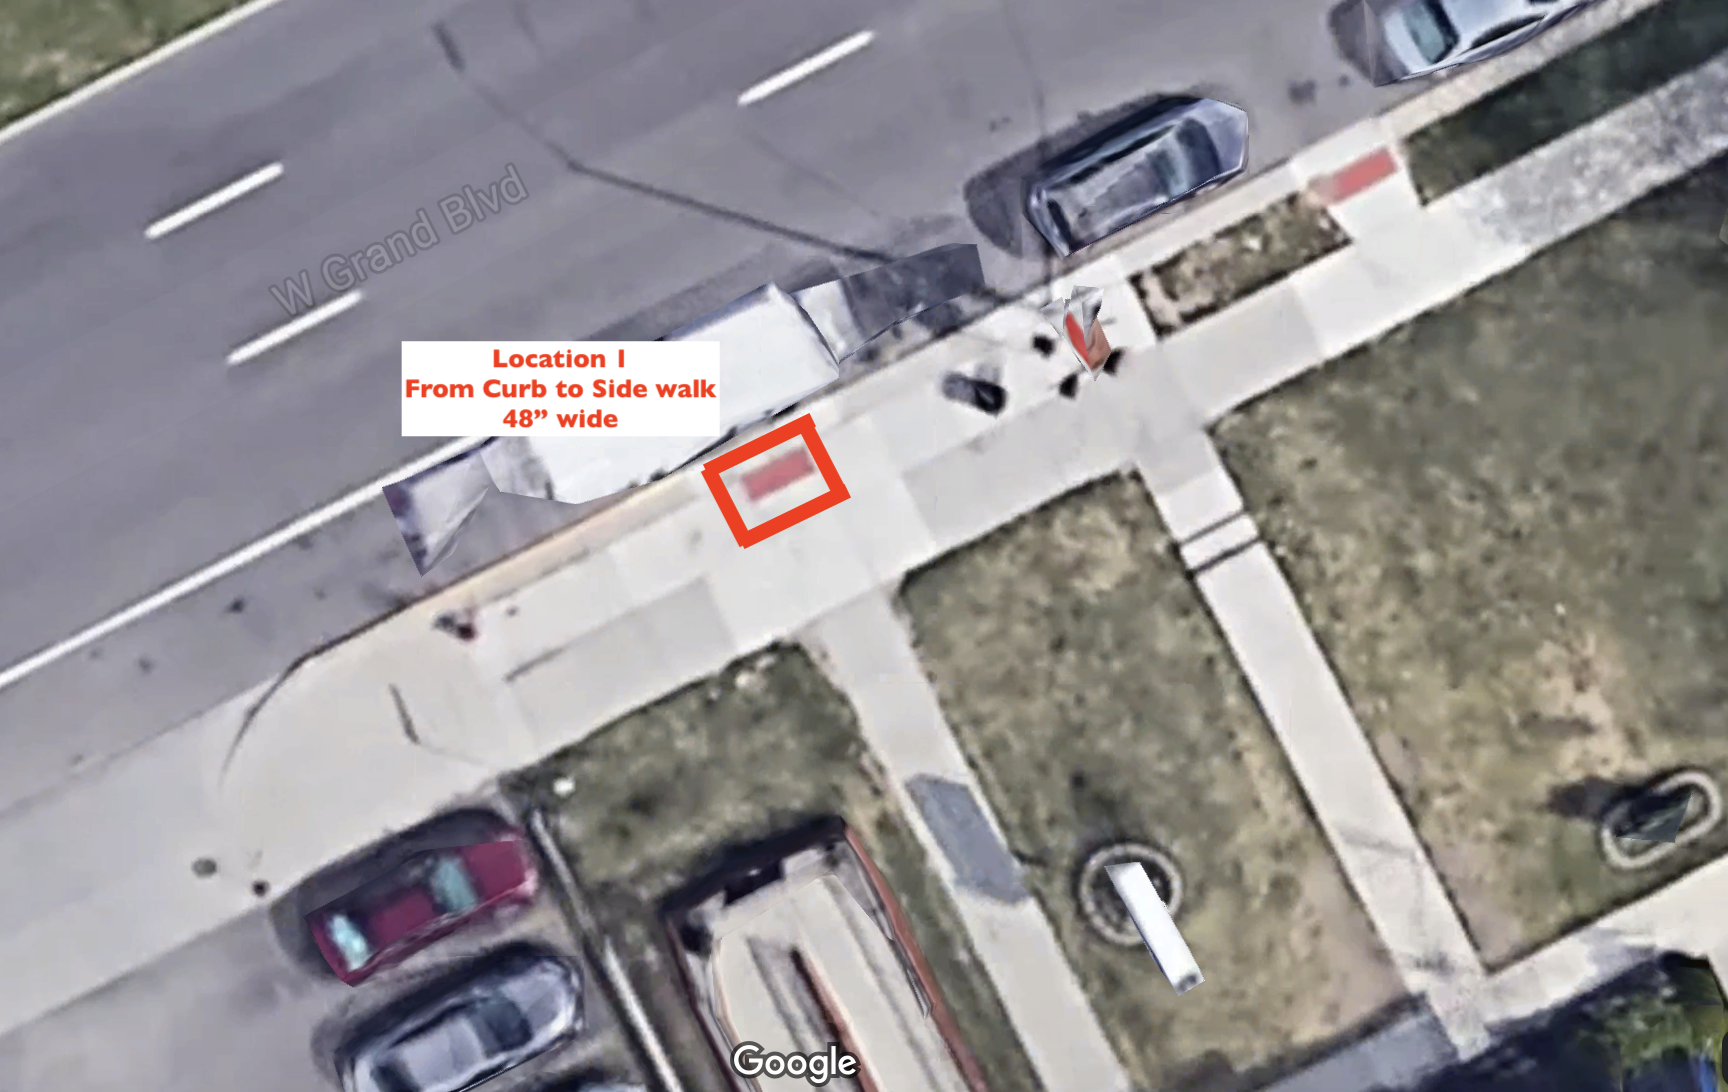 W Grand Blvd
Location 1
From Curb to Side walk
48” wide
Google